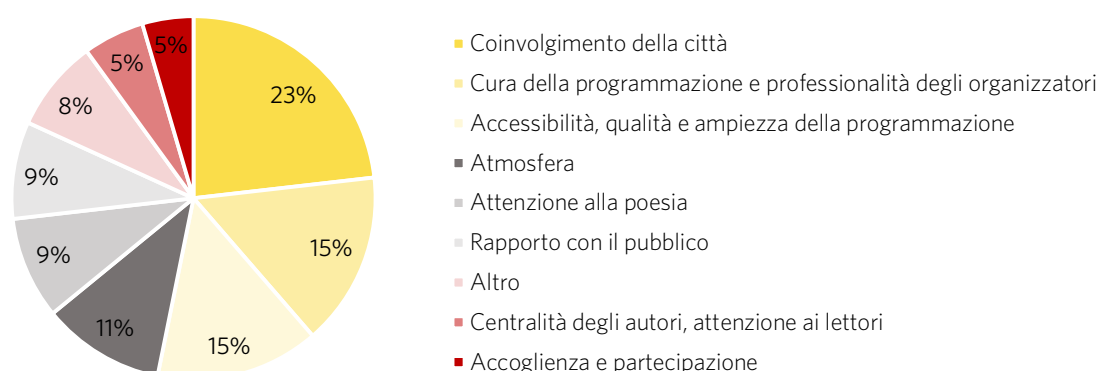 5%
5%
8%
9%
9%
11%
15%
15%
23%
Coinvolgimento della città
Cura della programmazione e professionalità degli organizzatori
Accessibilità, qualità e ampiezza della programmazione
Atmosfera
Attenzione alla poesia
Rapporto con il pubblico
Altro
Centralità degli autori, attenzione ai lettori
Accoglienza e partecipazione